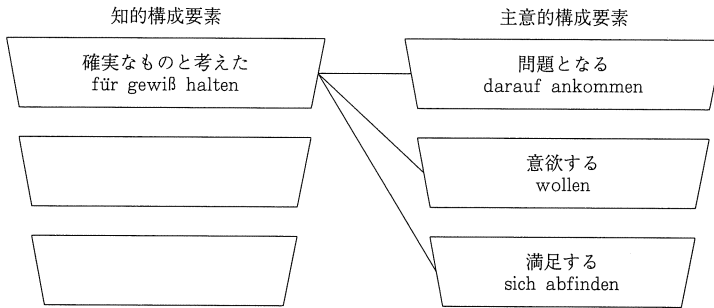 知的構成要素
主意的構成要素
確実なものと考えた
für gewiß halten
問題となる
darauf ankommen
意欲する
wollen
満足する
sich abfinden